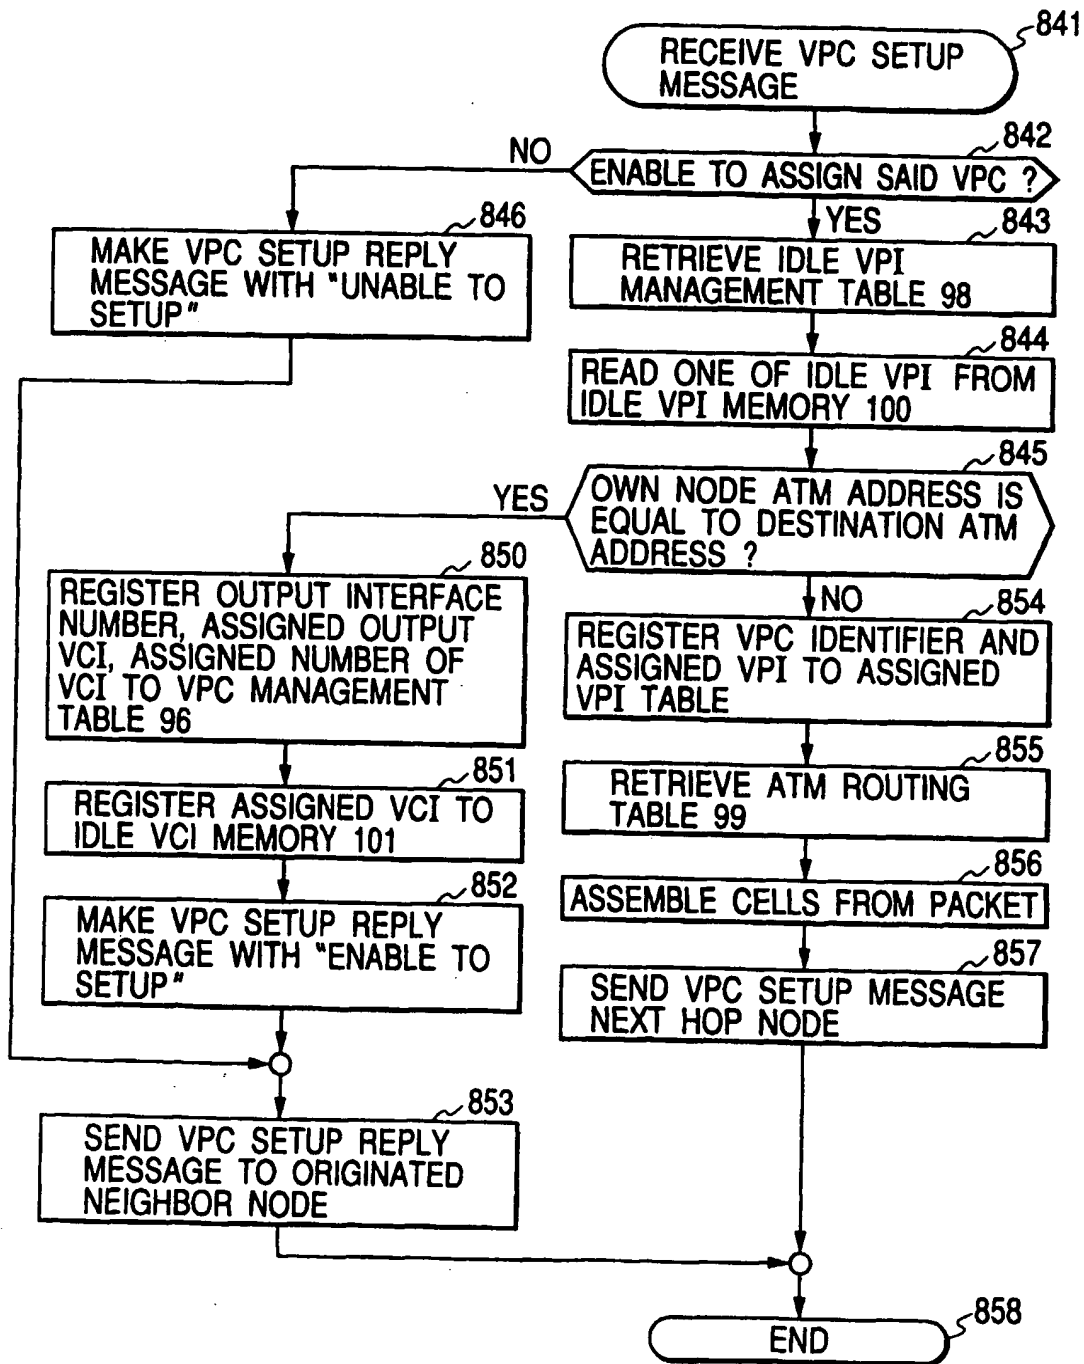 841
RECEIVE VPC SETUP
MESSAGE
842
NO
ENABLE TO ASSIGN SAID VPC ?
YES
846
MAKE VPC SETUP REPLY
MESSAGE WITH "UNABLE TO
SETUP"
843
RETRIEVE IDLE VPI
MANAGEMENT TABLE 98
844
READ ONE OF IDLE VPI FROM
IDLE VPI MEMORY 100
845
YES
OWN NODE ATM ADDRESS IS
EQUAL TO DESTINATION ATM
ADDRESS ?
NO
850
REGISTER OUTPUT INTERFACE
NUMBER, ASSIGNED OUTPUT
VCI, ASSIGNED NUMBER OF
VCI TO VPC MANAGEMENT
TABLE 96
854
REGISTER VPC IDENTIFIER AND
ASSIGNED VPI TO ASSIGNED
VPI TABLE
851
REGISTER ASSIGNED VCI TO
IDLE VCI MEMORY 101
855
RETRIEVE ATM ROUTING
TABLE 99
852
MAKE VPC SETUP REPLY
MESSAGE WITH "ENABLE TO
SETUP"
856
ASSEMBLE CELLS FROM PACKET
857
SEND VPC SETUP MESSAGE
NEXT HOP NODE
853
SEND VPC SETUP REPLY
MESSAGE TO ORIGINATED
NEIGHBOR NODE
858
END